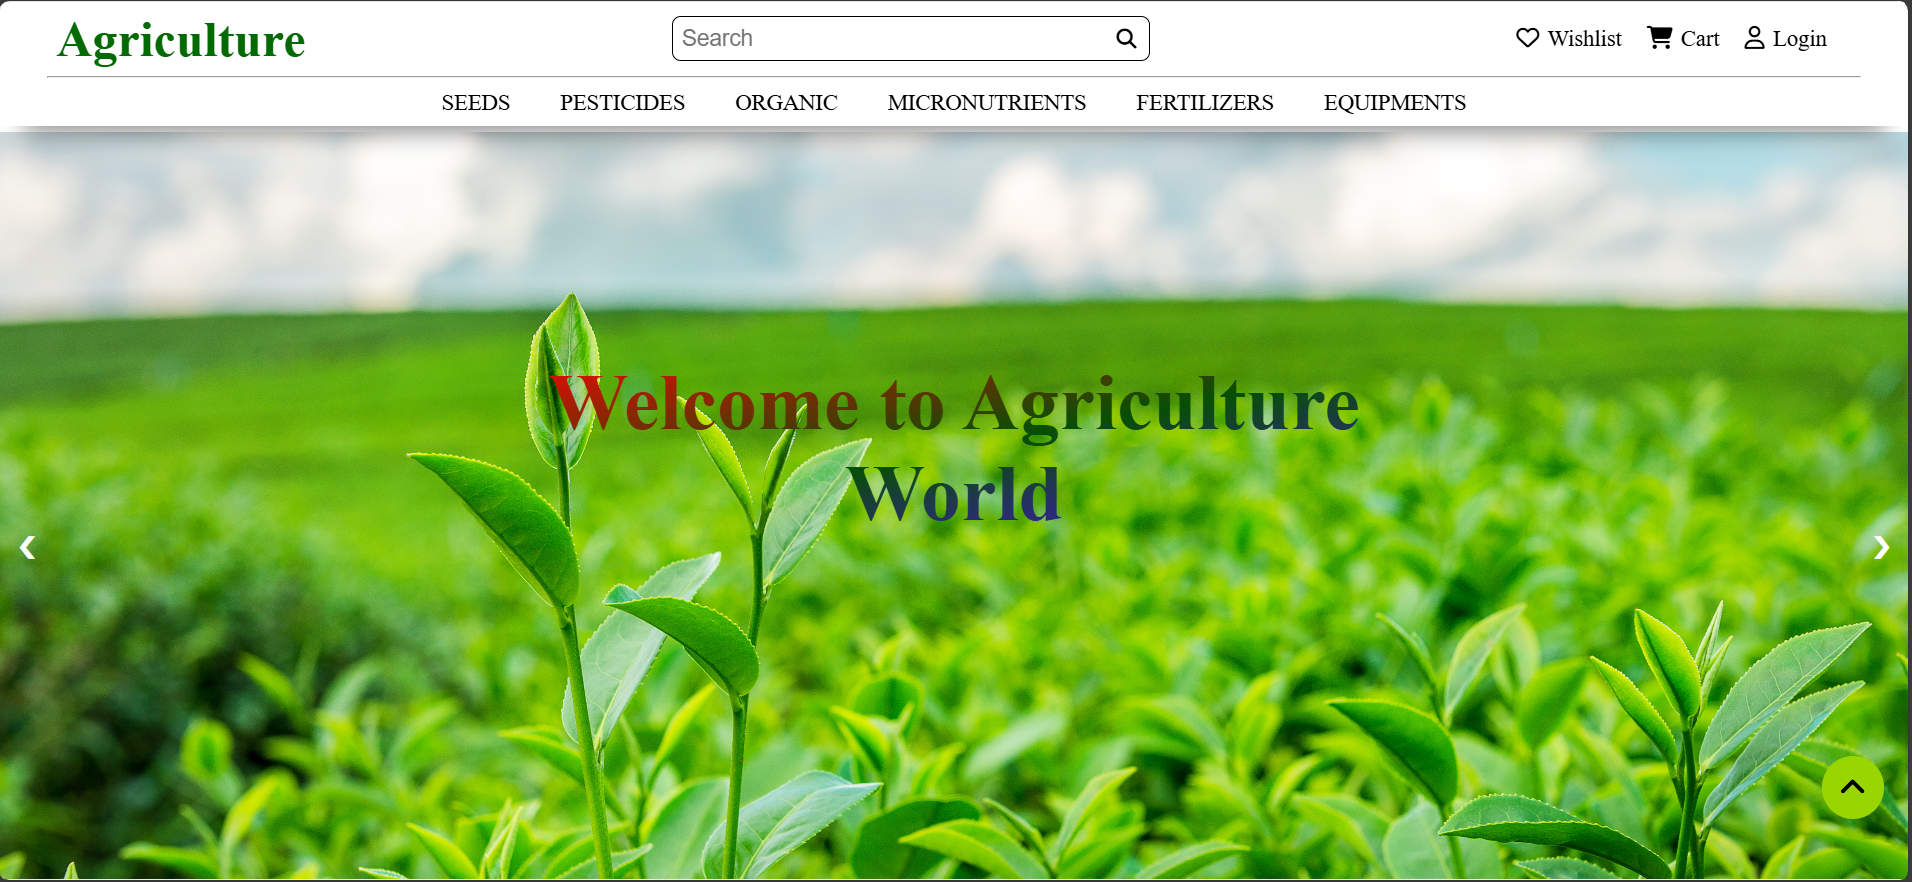 Agriculture
Search
Wishlist Cart Login
SEEDS PESTICIDES ORGANIC MICRONUTRIENTS FERTILIZERS EQUIPMENTS
Welcome to Agriculture
World